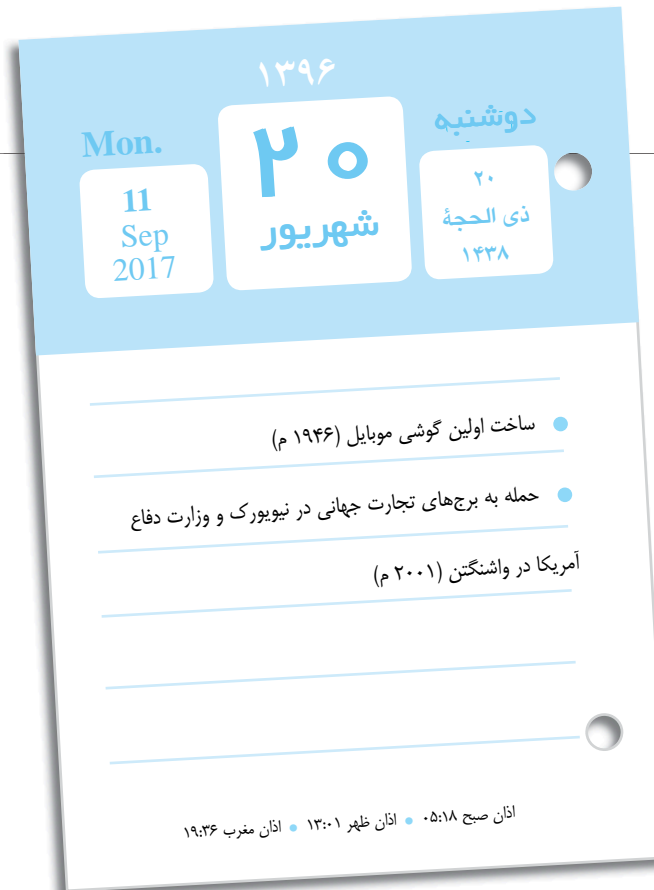 ۱۳۹۶
دوشنبه
۲۰
ذی الحجهٔ
۱۴۳۸
۲۰
شهریور
Mon.
11
Sep
2017
ساخت اولین گوشی موبایل (۱۹۴۶ م)
حمله به برج‌های تجارت جهانی در نیویورک و وزارت دفاع
آمریکا در واشنگتن (۲۰۰۱ م)
اذان صبح ۰۵:۱۸ • اذان ظهر ۱۳:۰۱ • اذان مغرب ۱۹:۳۶